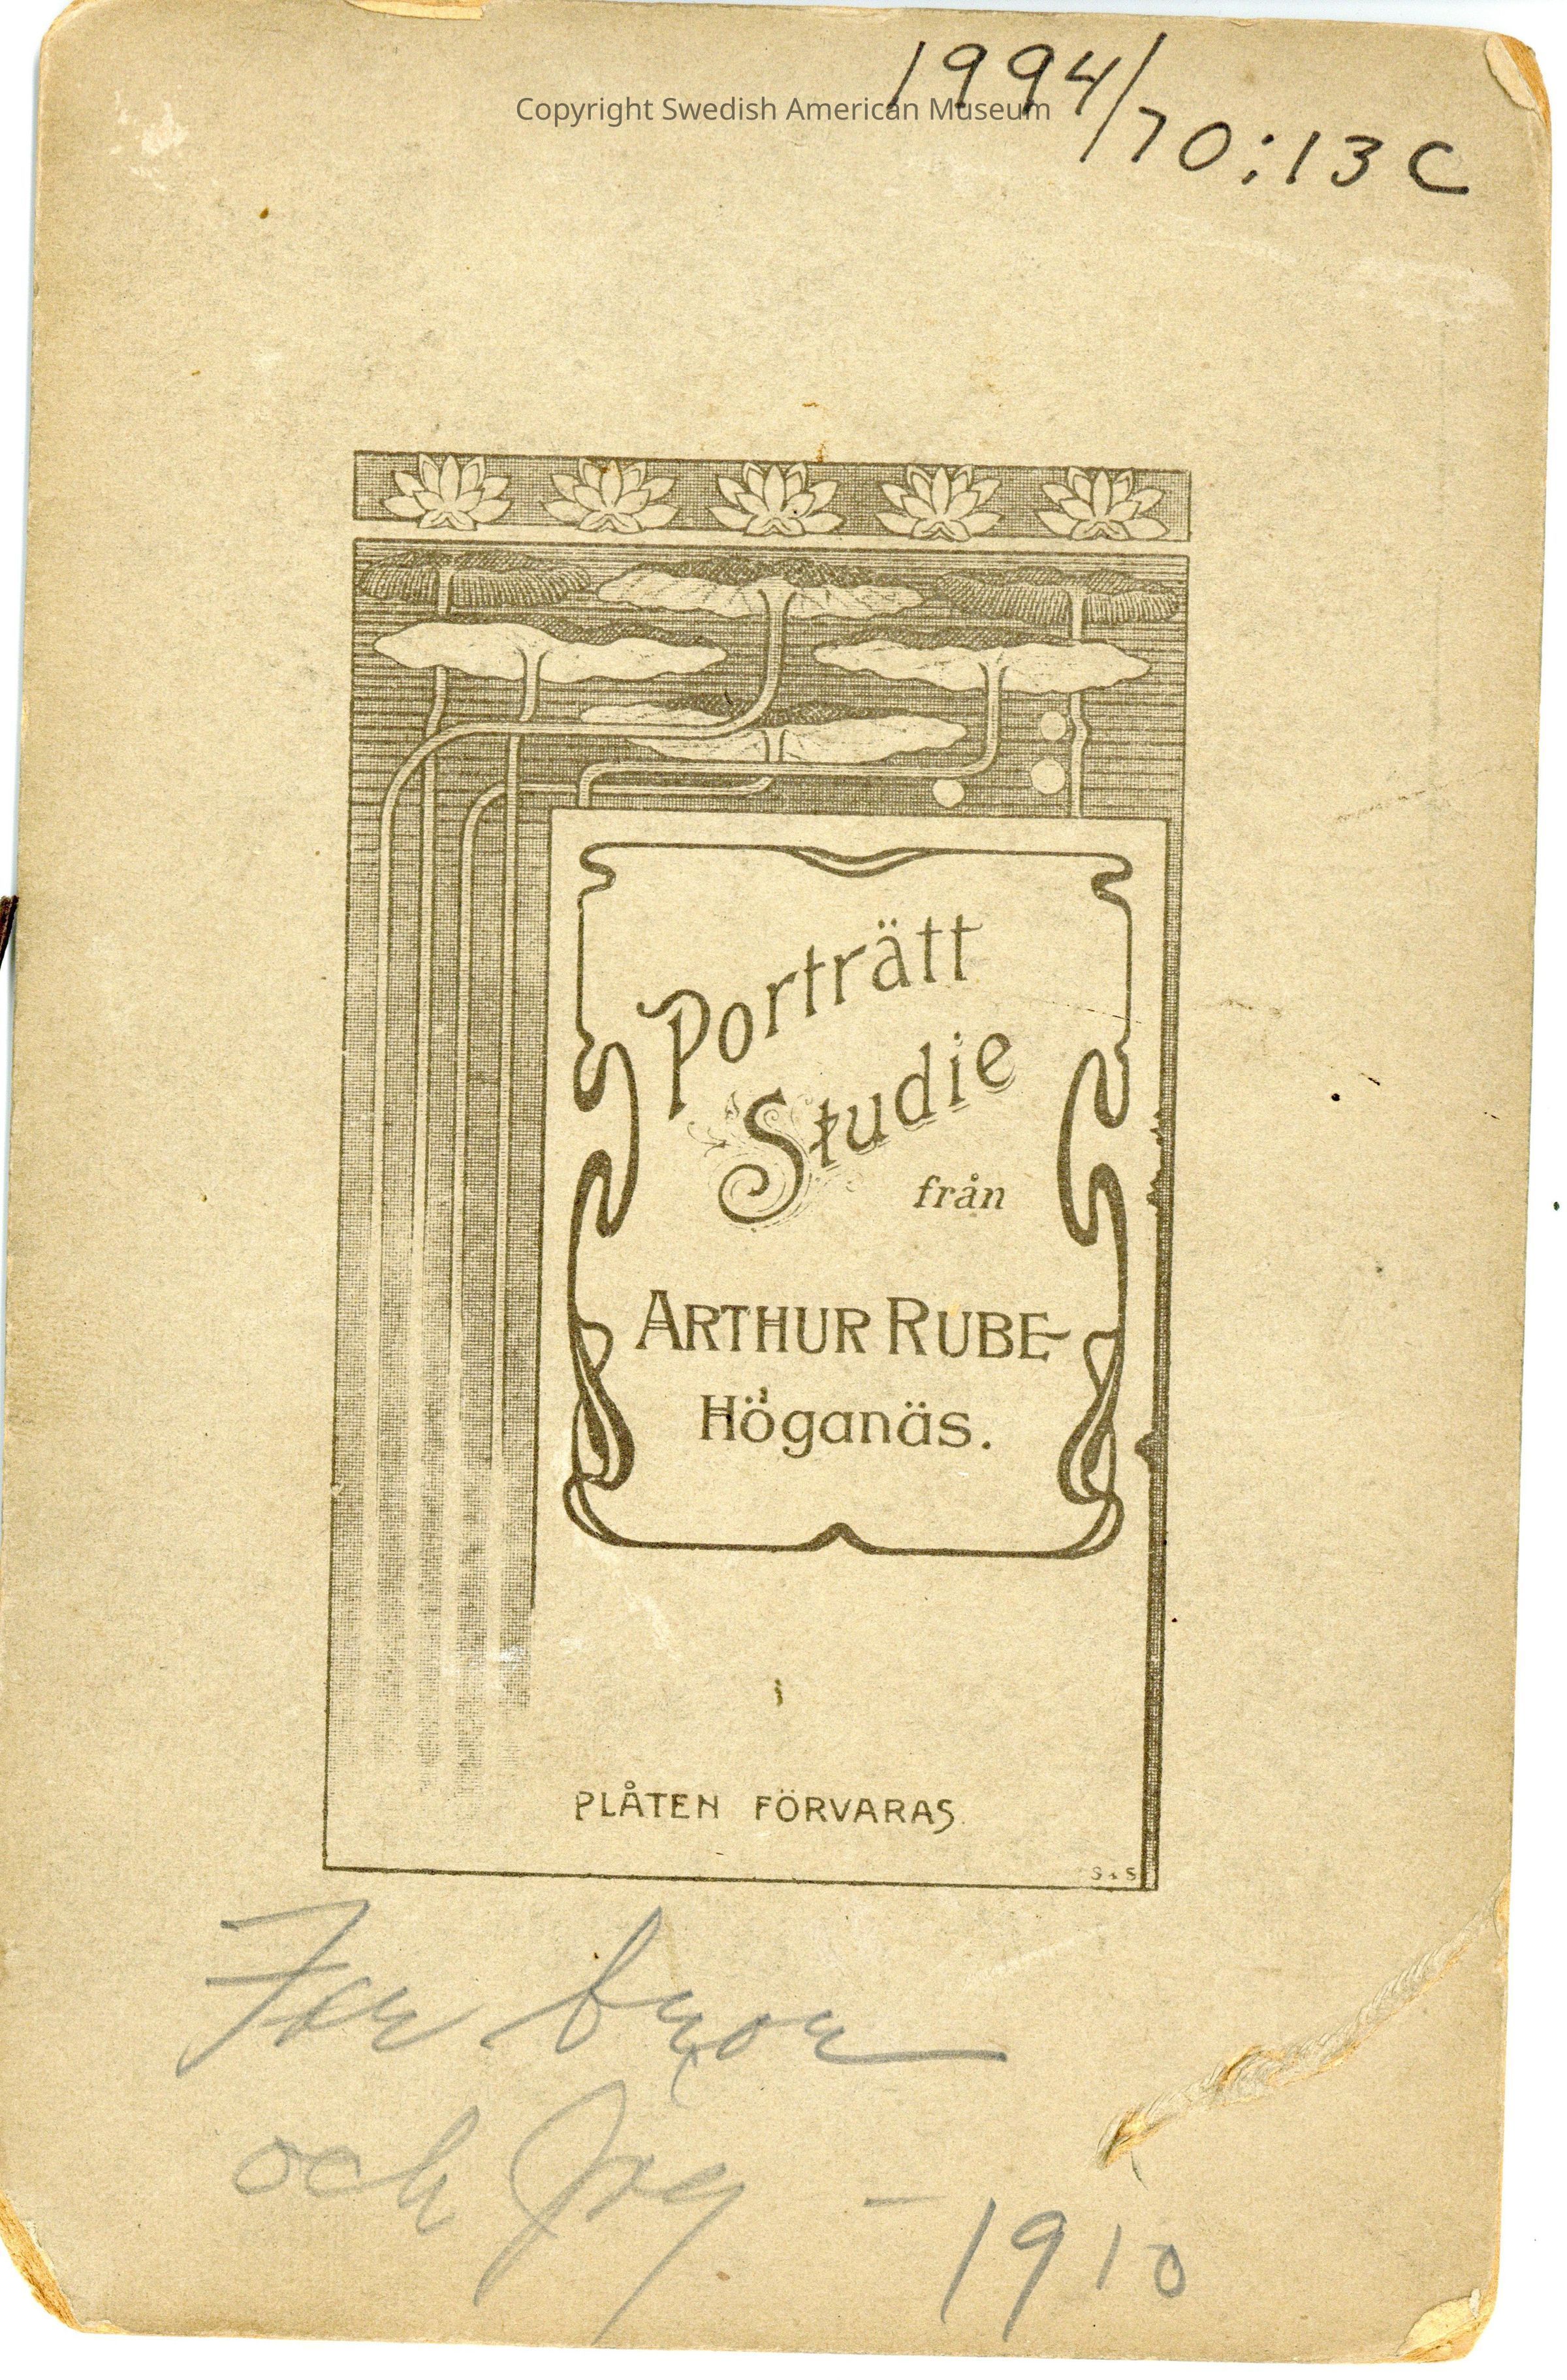 1994/70:13C
Copyright Swedish American Museum
Porträtt
Studie
från
ARTHUR RUBE
Höganäs.
PLÅTEN FÖRVARAS.
S & S
Far bror
och Jag - 1910